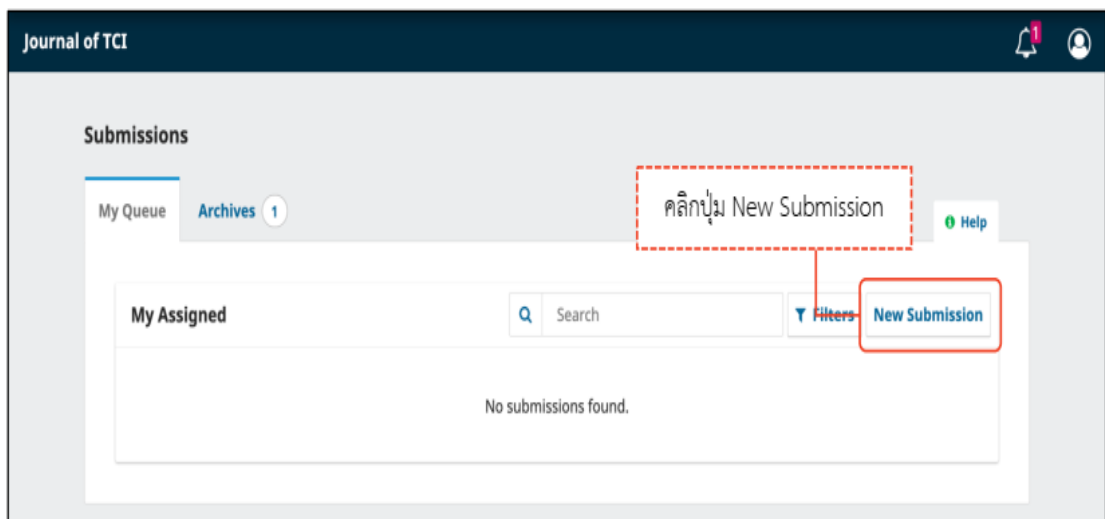 Journal of TCI
1
Submissions
My Queue
Archives 1
คลิกปุ่ม New Submission
Help
My Assigned
Search
Filters
New Submission
No submissions found.